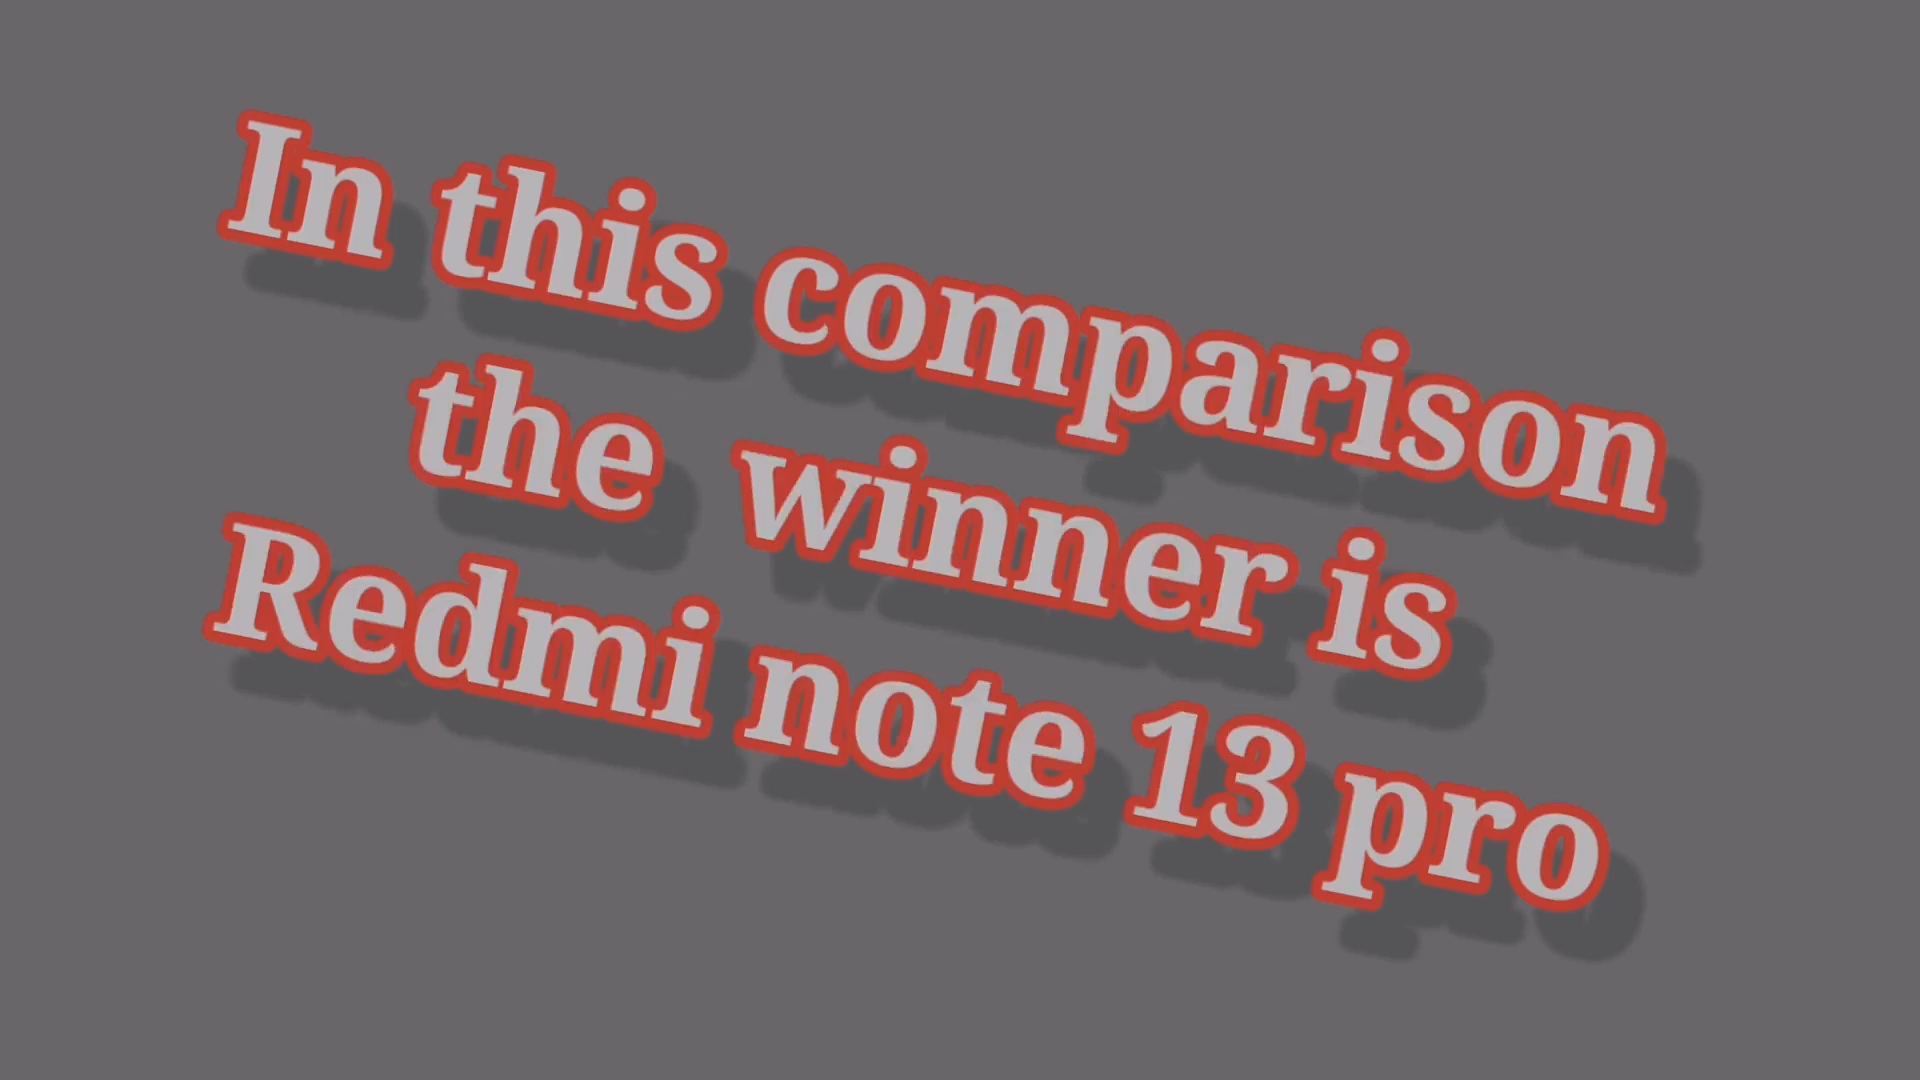 In this comparison
the winner is
Redmi note 13 pro